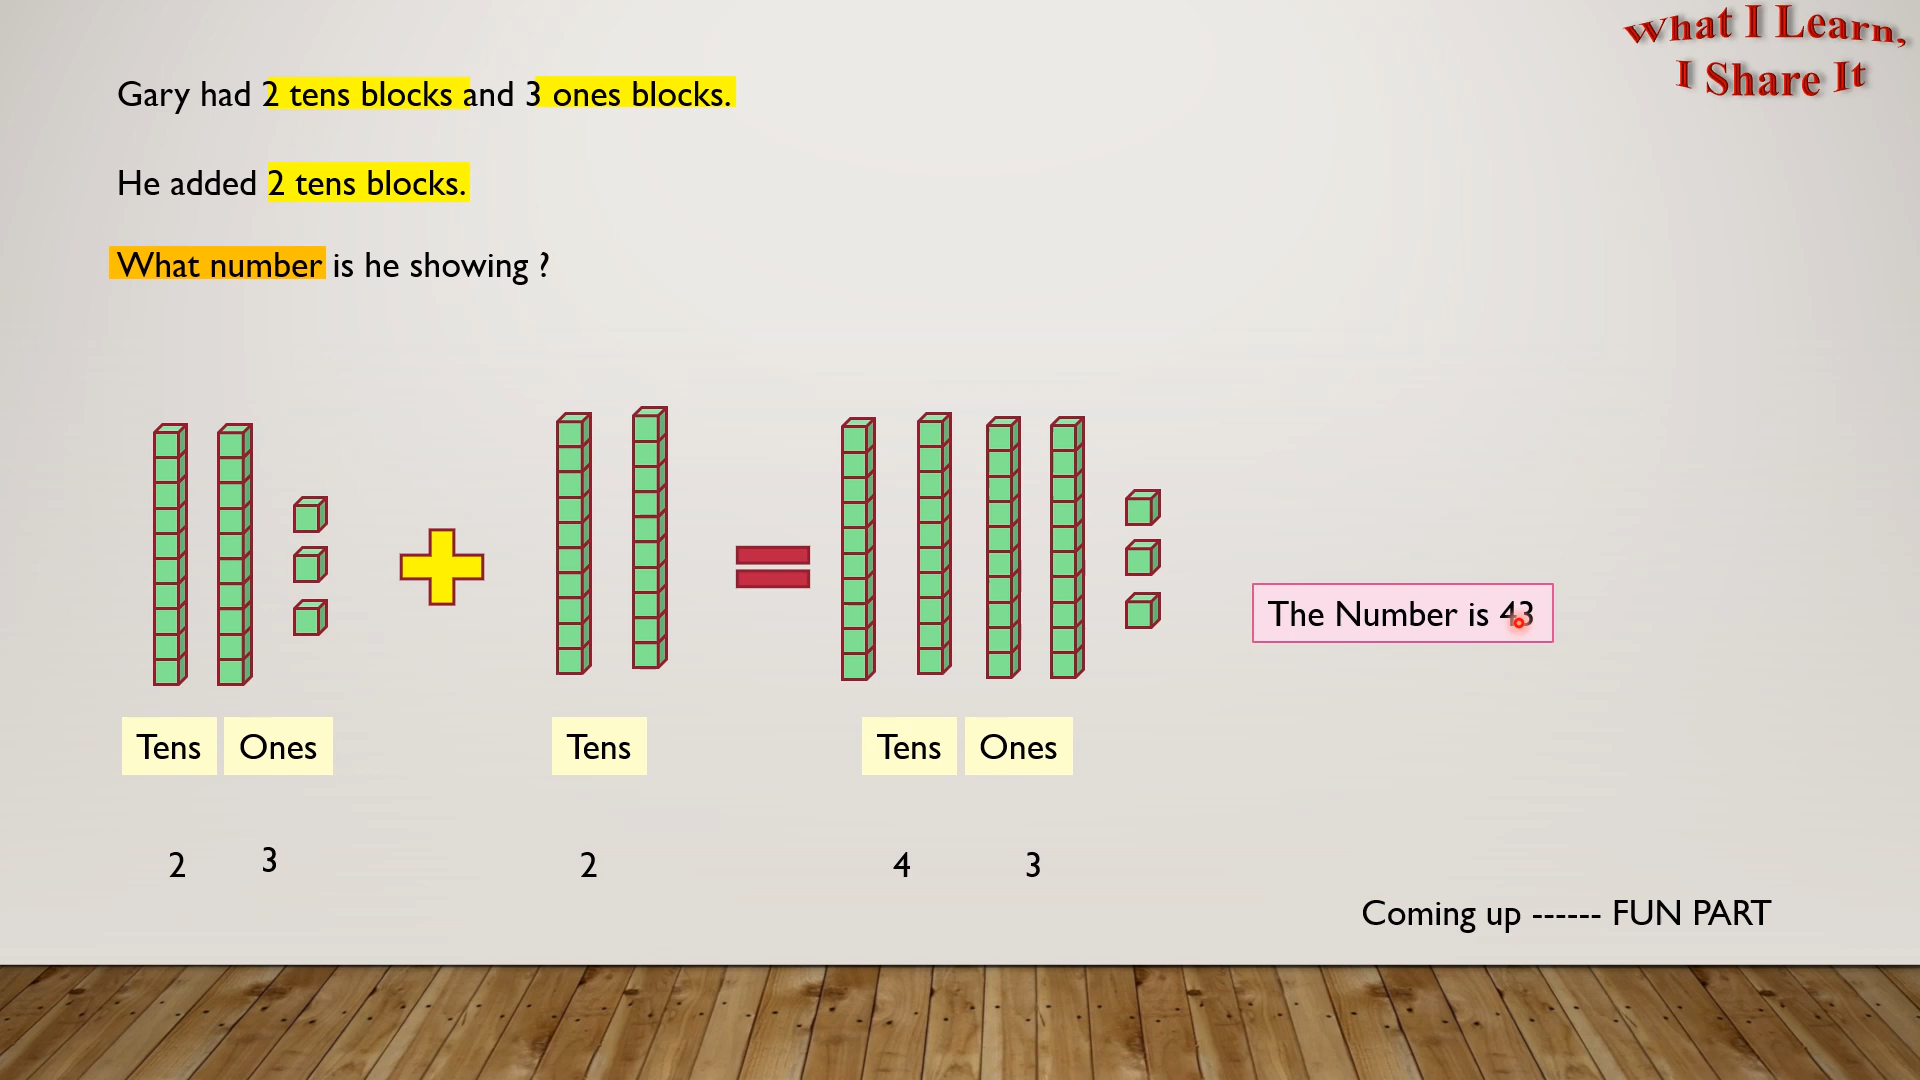 What I Learn,
I Share It
Gary had 2 tens blocks and 3 ones blocks.
He added 2 tens blocks.
What number is he showing ?
The Number is 43
Tens Ones Tens Tens Ones
2 3 2 4 3
Coming up ------ FUN PART